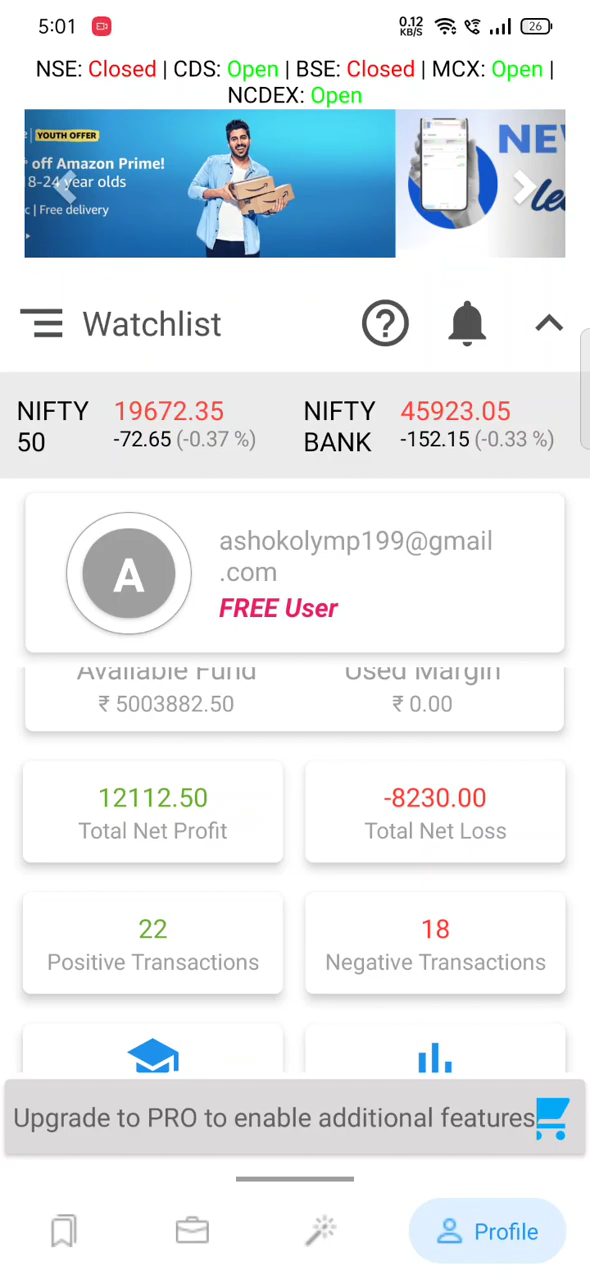 5:01 0.12 KB/S 26
NSE: Closed | CDS: Open | BSE: Closed | MCX: Open |
NCDEX: Open
YOUTH OFFER
off Amazon Prime!
8-24 year olds
| Free delivery
NEW
Watchlist
NIFTY 50 19672.35
-72.65 (-0.37 %)
NIFTY BANK 45923.05
-152.15 (-0.33 %)
A
ashokolymp199@gmail
.com
FREE User
Available Fund Used Margin
₹ 5003882.50 ₹ 0.00
12112.50 -8230.00
Total Net Profit Total Net Loss
22 18
Positive Transactions Negative Transactions
Upgrade to PRO to enable additional features
Profile